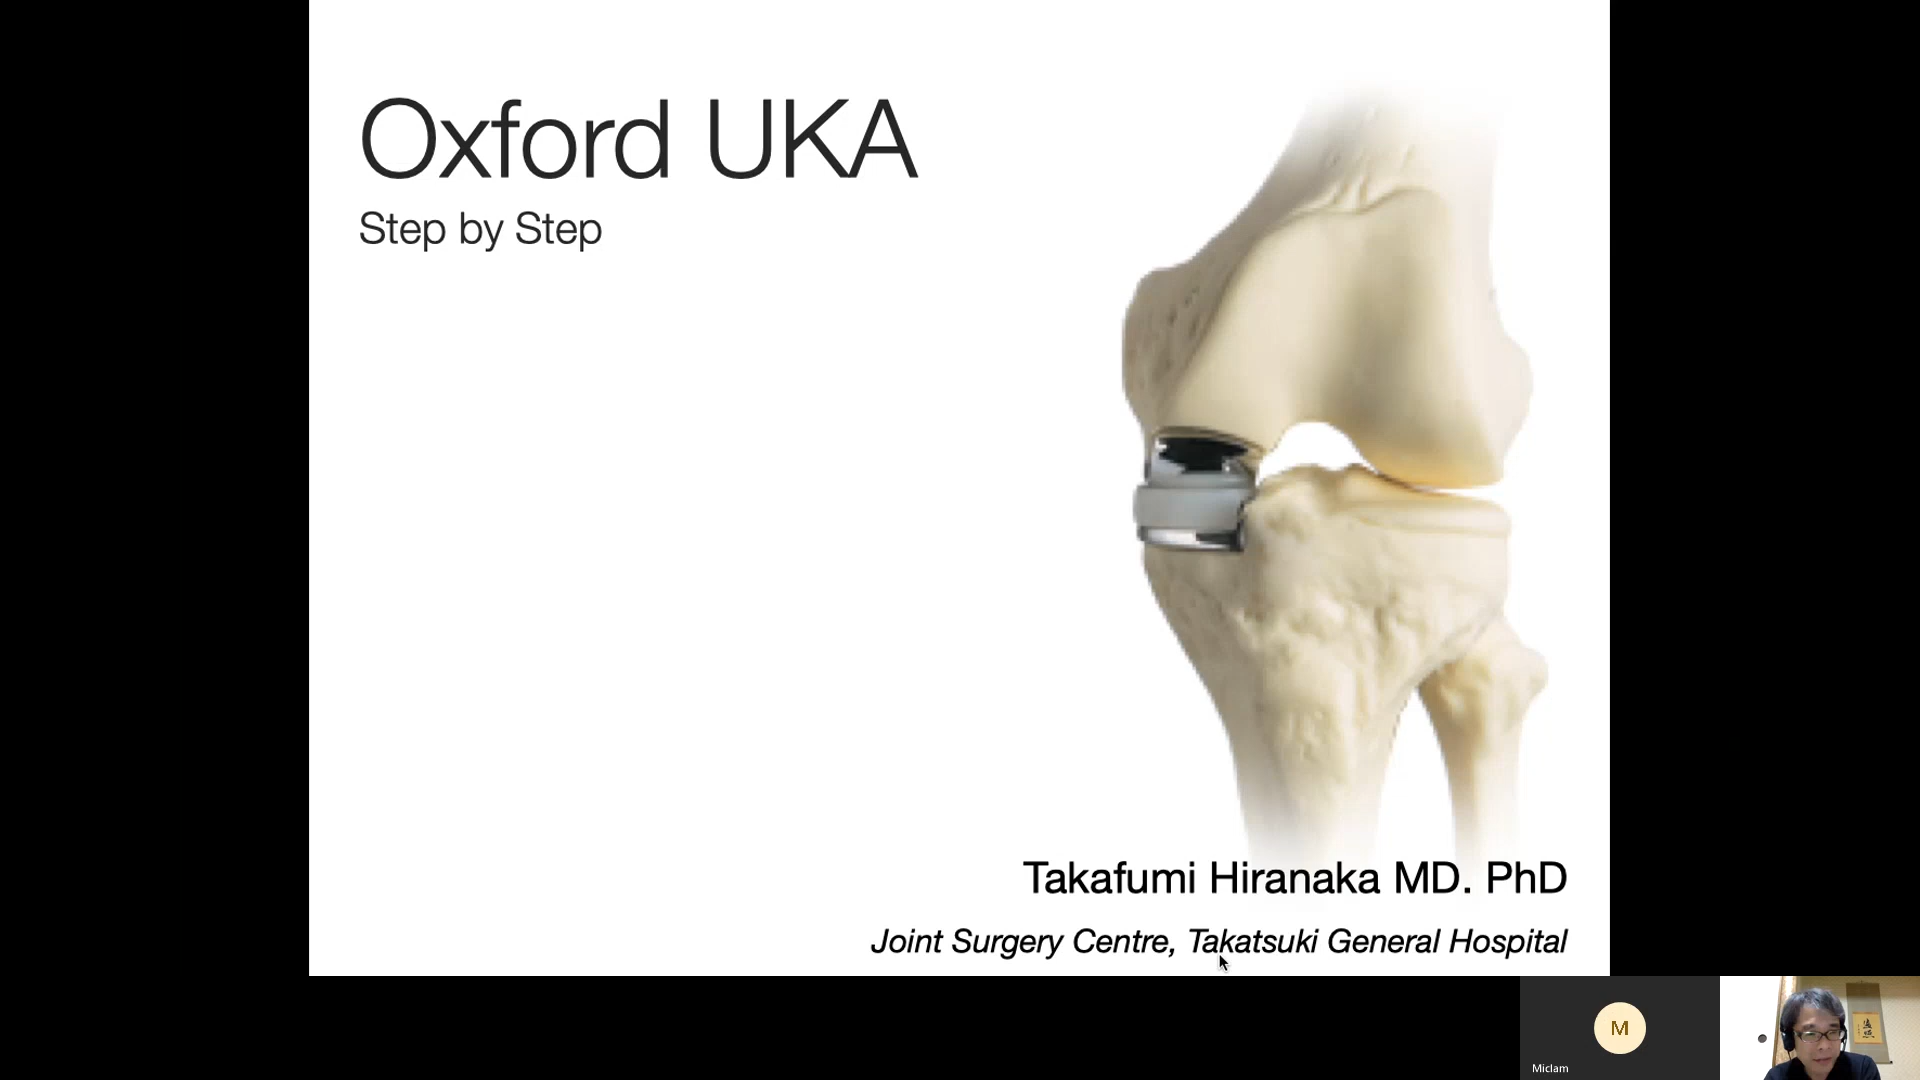 Oxford UKA
Step by Step
Takafumi Hiranaka MD. PhD
Joint Surgery Centre, Takatsuki General Hospital
M
Miclam